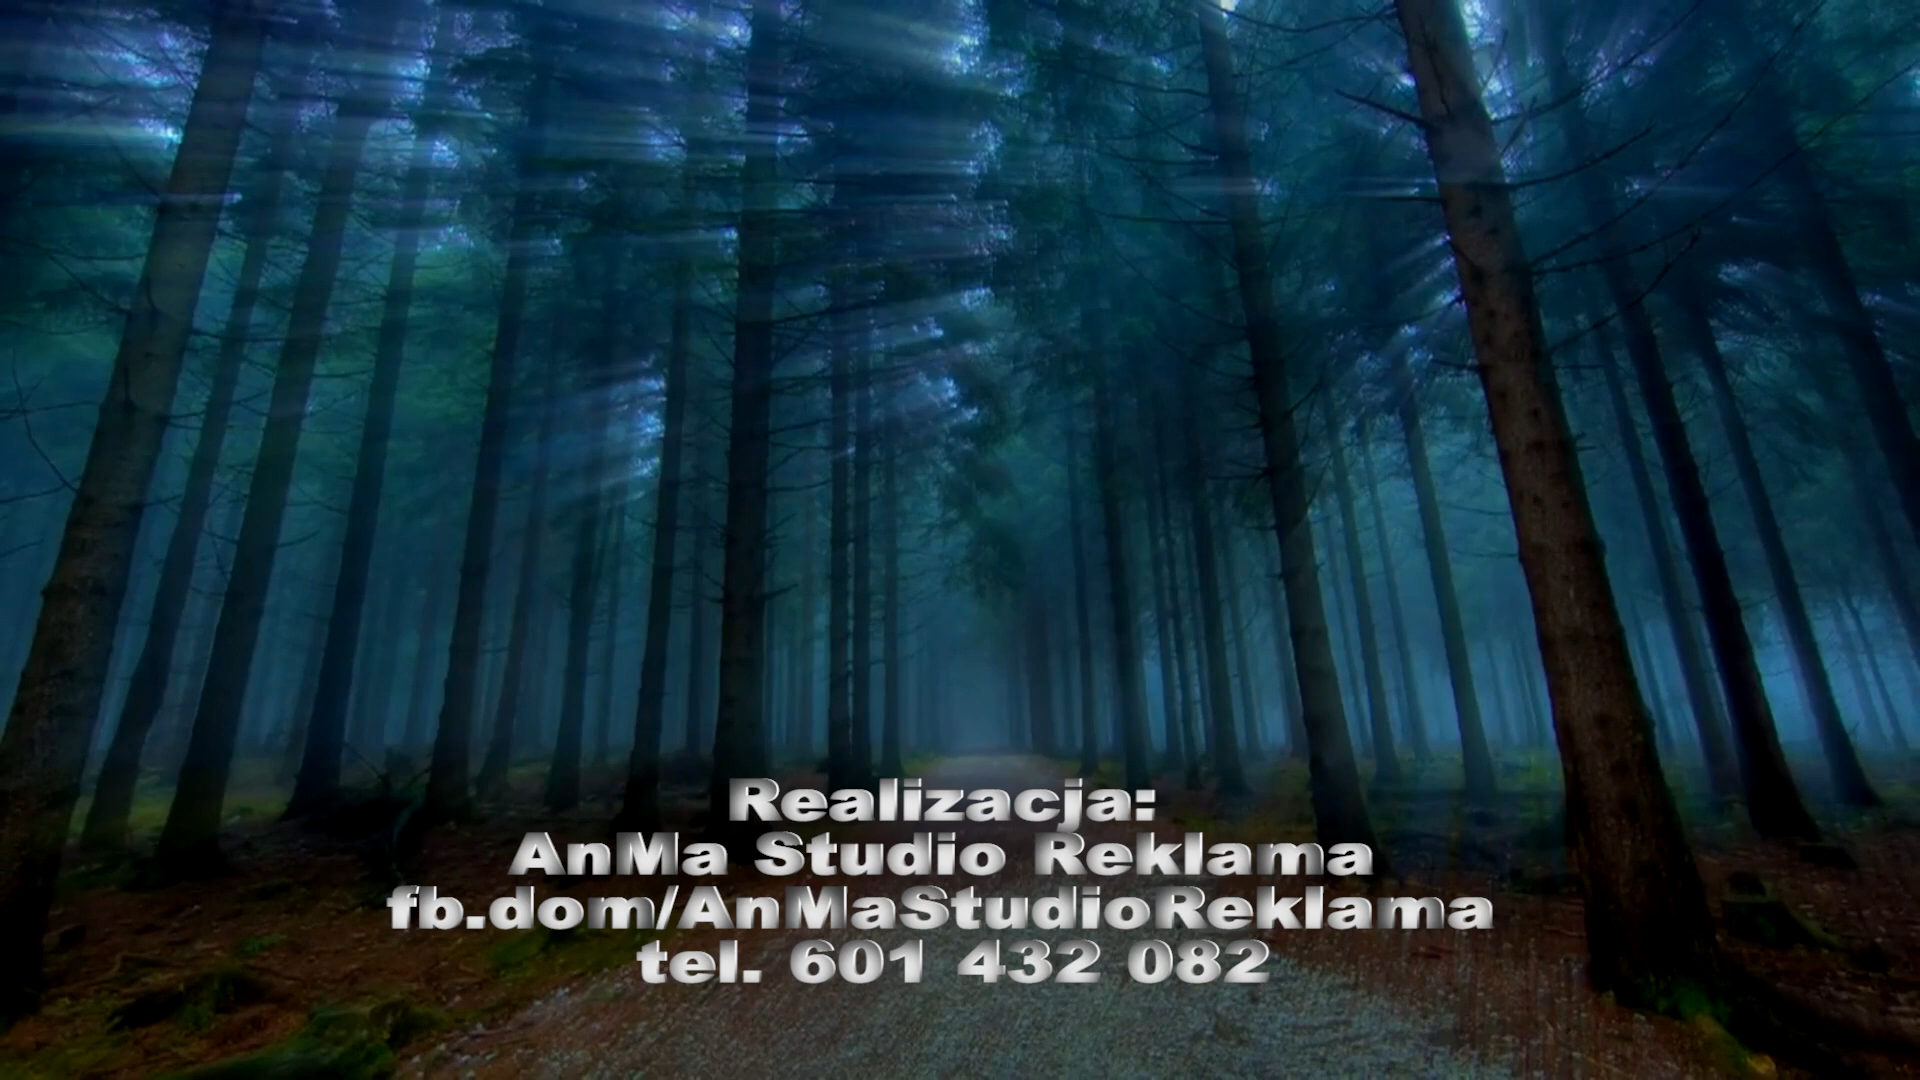 Realizacja:
AnMa Studio Reklama
fb.dom/AnMaStudioReklama
tel. 601 432 082